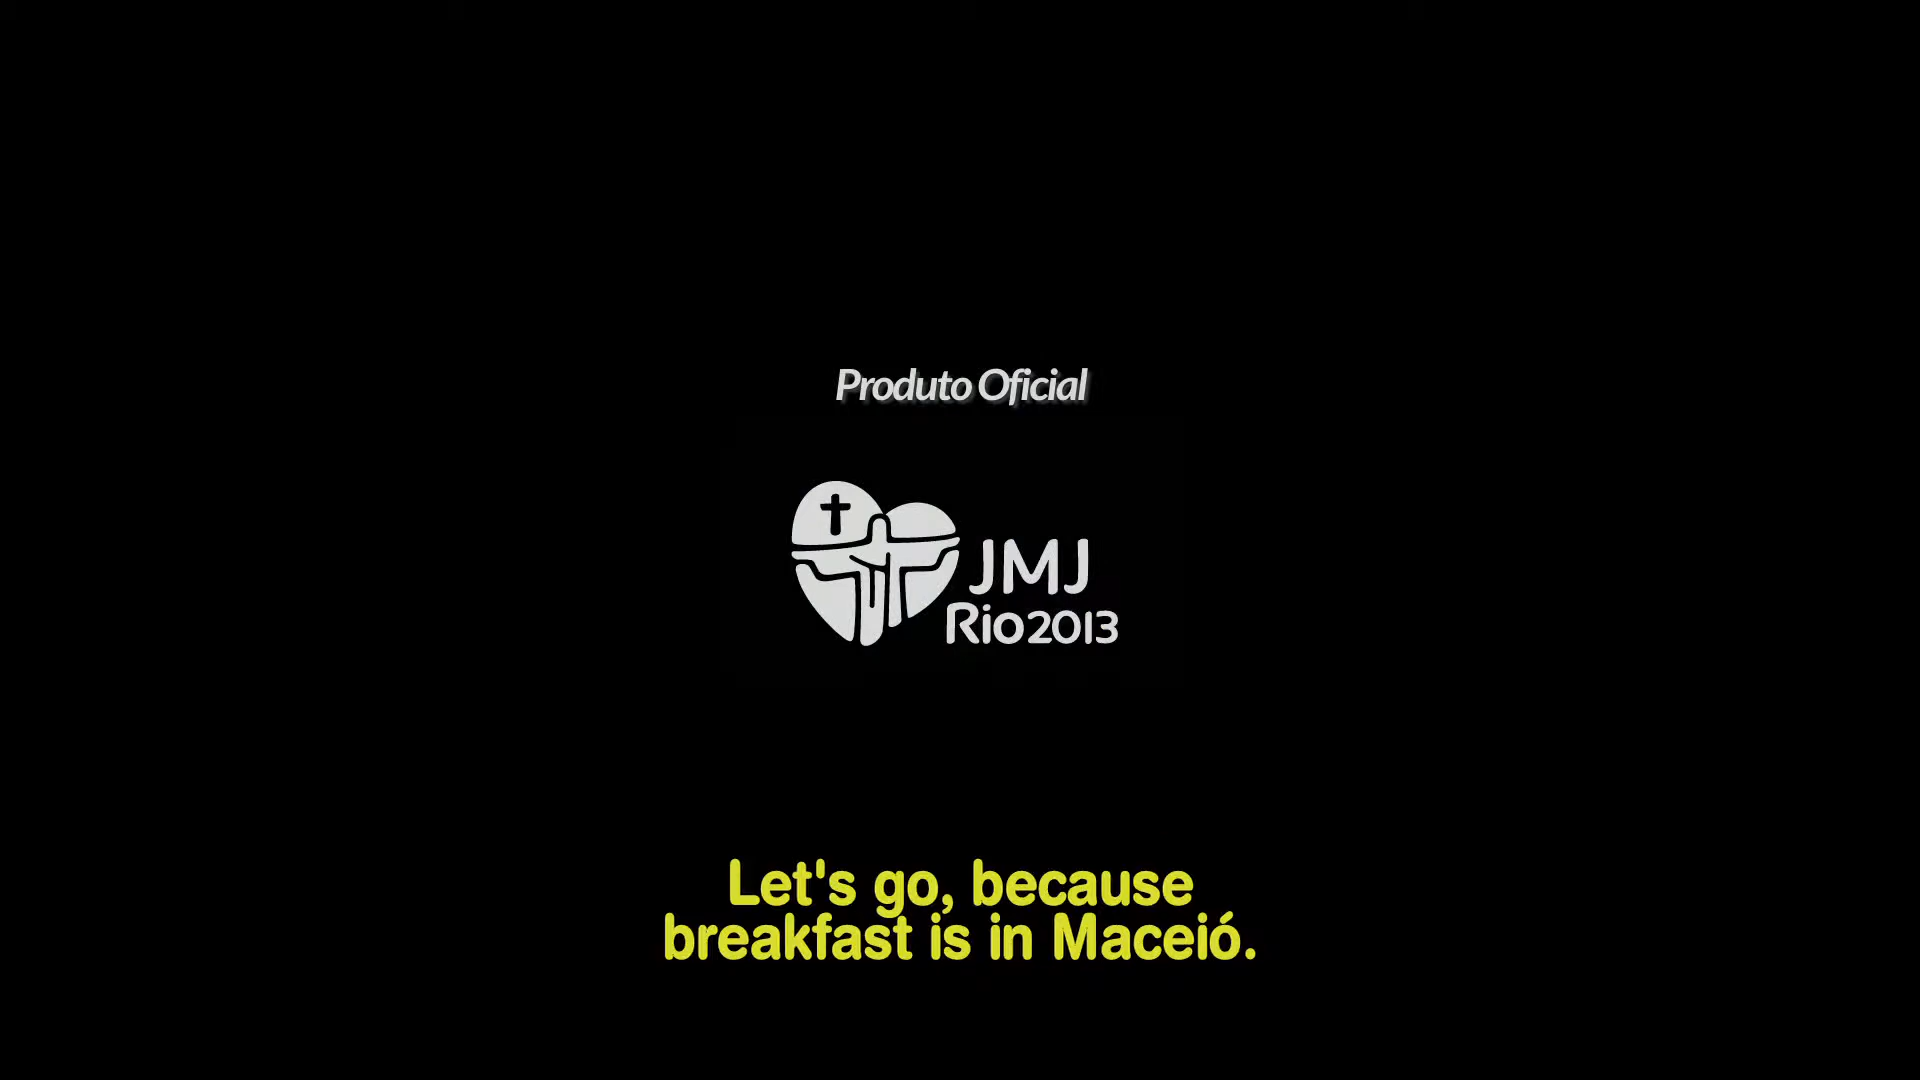 Produto Oficial
JMJ
Rio2013
Let's go, because
breakfast is in Maceió.